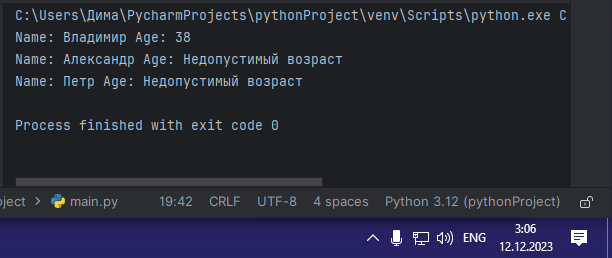 C:\Users\Дима\PycharmProjects\pythonProject\venv\Scripts\python.exe C
Name: Владимир Age: 38
Name: Александр Age: Недопустимый возраст
Name: Петр Age: Недопустимый возраст
Process finished with exit code 0
oject > main.py 19:42 CRLF UTF-8 4 spaces Python 3.12 (pythonProject)
ENG 3:06
12.12.2023